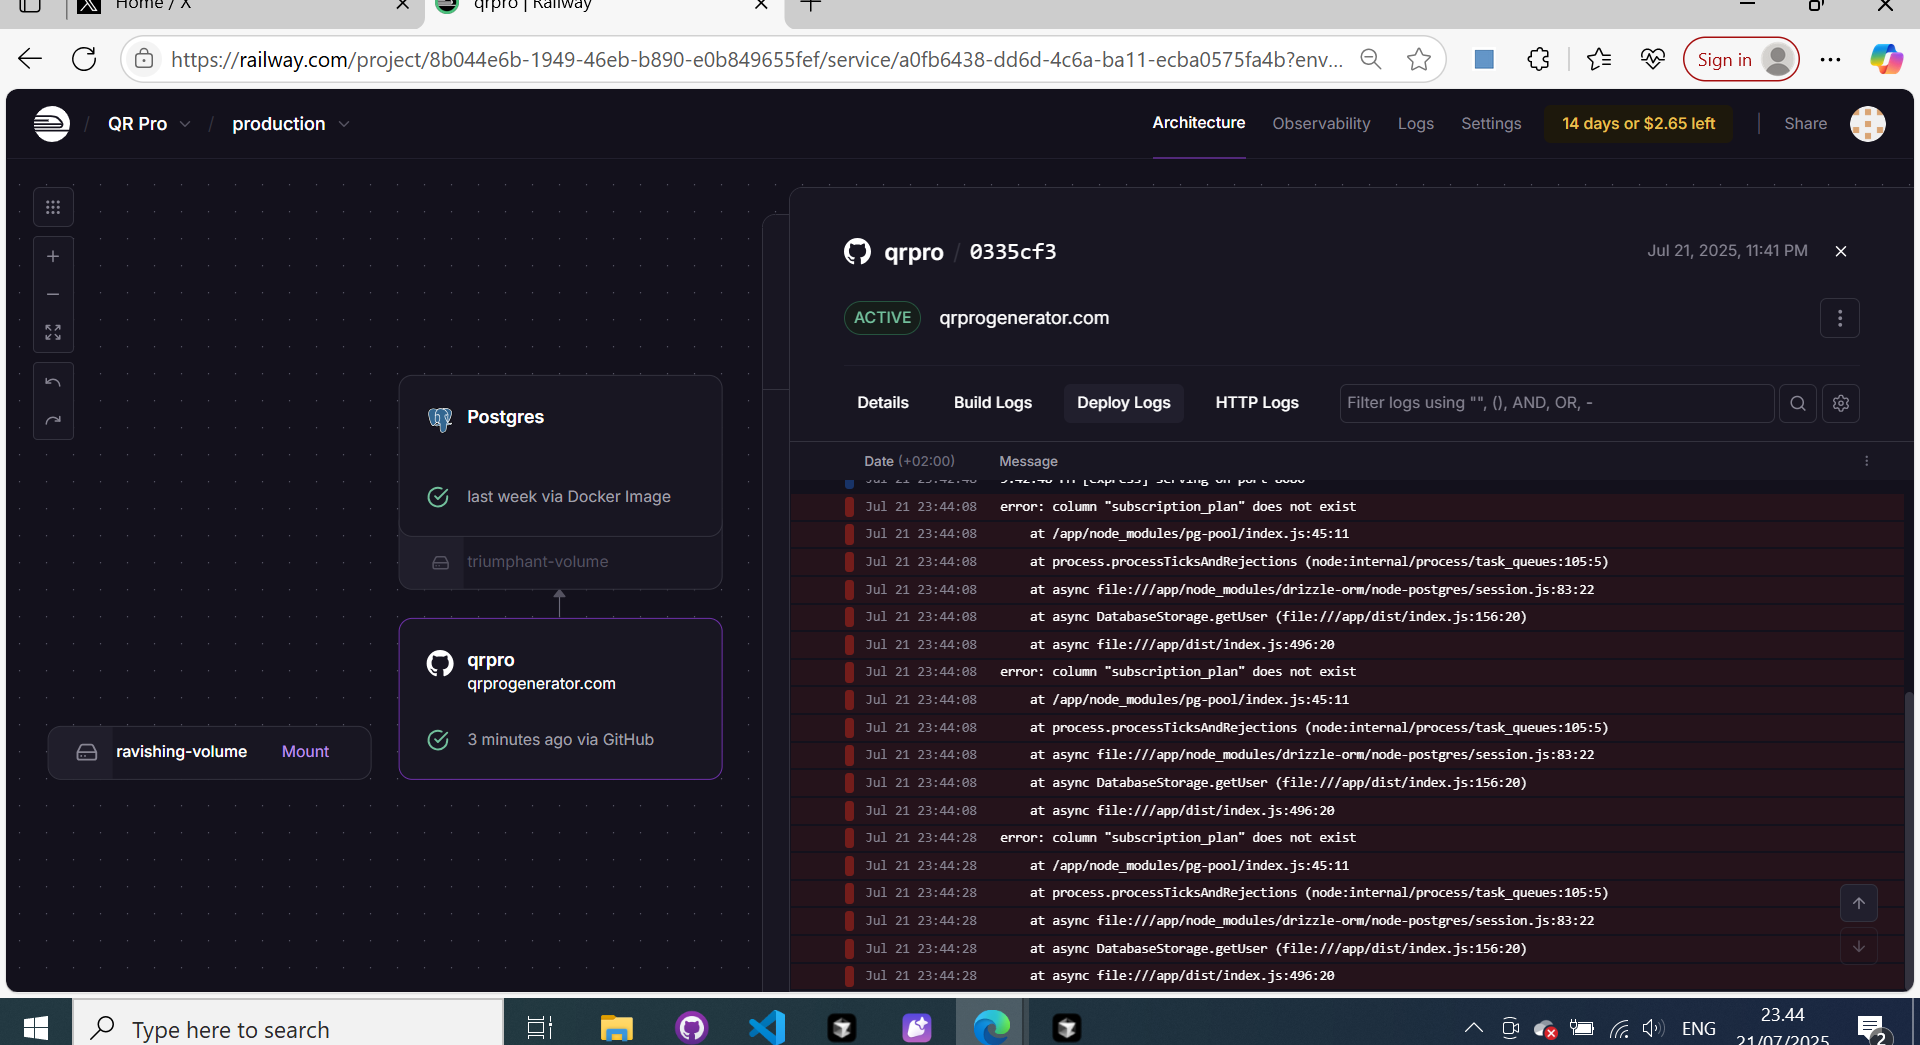 Home / X
qrpro | Railway
https://railway.com/project/8b044e6b-1949-46eb-b890-e0b849655fef/service/a0fb6438-dd6d-4c6a-ba11-ecba0575fa4b?env...
Sign in
QR Pro
production
Architecture
Observability
Logs
Settings
14 days or $2.65 left
Share
qrpro / 0335cf3
Jul 21, 2025, 11:41 PM
ACTIVE
qrprogenerator.com
Details
Build Logs
Deploy Logs
HTTP Logs
Filter logs using "", (), AND, OR, -
Date (+02:00)
Message
Jul 21 23:42:48 9:42:48 PM [express] serving on port 8080
Jul 21 23:44:08 error: column "subscription_plan" does not exist
Jul 21 23:44:08 at /app/node_modules/pg-pool/index.js:45:11
Jul 21 23:44:08 at process.processTicksAndRejections (node:internal/process/task_queues:105:5)
Jul 21 23:44:08 at async file:///app/node_modules/drizzle-orm/node-postgres/session.js:83:22
Jul 21 23:44:08 at async DatabaseStorage.getUser (file:///app/dist/index.js:156:20)
Jul 21 23:44:08 at async file:///app/dist/index.js:496:20
Jul 21 23:44:08 error: column "subscription_plan" does not exist
Jul 21 23:44:08 at /app/node_modules/pg-pool/index.js:45:11
Jul 21 23:44:08 at process.processTicksAndRejections (node:internal/process/task_queues:105:5)
Jul 21 23:44:08 at async file:///app/node_modules/drizzle-orm/node-postgres/session.js:83:22
Jul 21 23:44:08 at async DatabaseStorage.getUser (file:///app/dist/index.js:156:20)
Jul 21 23:44:08 at async file:///app/dist/index.js:496:20
Jul 21 23:44:28 error: column "subscription_plan" does not exist
Jul 21 23:44:28 at /app/node_modules/pg-pool/index.js:45:11
Jul 21 23:44:28 at process.processTicksAndRejections (node:internal/process/task_queues:105:5)
Jul 21 23:44:28 at async file:///app/node_modules/drizzle-orm/node-postgres/session.js:83:22
Jul 21 23:44:28 at async DatabaseStorage.getUser (file:///app/dist/index.js:156:20)
Jul 21 23:44:28 at async file:///app/dist/index.js:496:20
Postgres
last week via Docker Image
triumphant-volume
qrpro
qrprogenerator.com
3 minutes ago via GitHub
ravishing-volume
Mount
Type here to search
ENG
23.44
21/07/2025
2